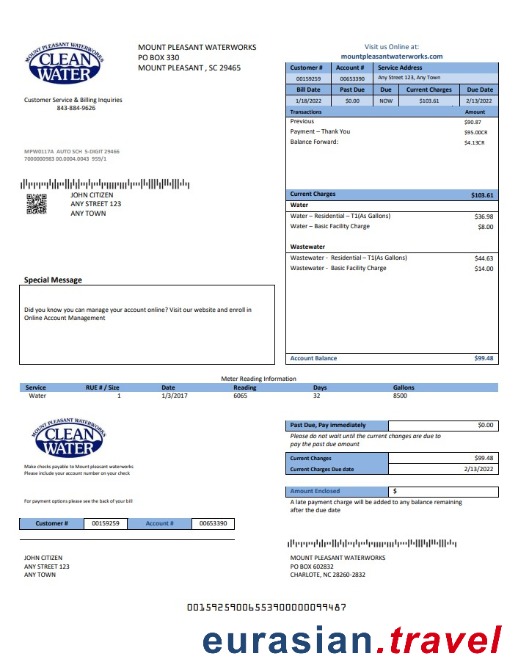 MOUNT PLEASANT WATERWORKS
CLEAN
WATER
MOUNT PLEASANT WATERWORKS
PO BOX 330
MOUNT PLEASANT , SC 29465
Visit us Online at:
mountpleasantwaterworks.com
Customer # Account # Service Address
00159259 00653390 Any Street 123, Any Town
Bill Date Past Due Due Current Charges Due Date
1/18/2022 $0.00 NOW $103.61 2/13/2022
Customer Service & Billing Inquiries
843-884-9626
Transactions Amount
Previous $90.87
Payment – Thank You $95.00CR
Balance Forward: $4.13CR
MPW0117A AUTO SCH 5-DIGIT 29466
7000000983 00.0004.0043 959/1
JOHN CITIZEN
ANY STREET 123
ANY TOWN
Current Charges $103.61
Water
Water – Residential – T1(As Gallons) $36.98
Water – Basic Facility Charge $8.00
Wastewater
Wastewater - Residential – T1(As Gallons) $44.63
Wastewater - Basic Facility Charge $14.00
Special Message
Did you know you can manage your account online? Visit our website and enroll in
Online Account Management
Account Balance $99.48
Meter Reading Information
Service RUE # / Size Date Reading Days Gallons
Water 1 1/3/2017 6065 32 8500
MOUNT PLEASANT WATERWORKS
CLEAN
WATER
Make checks payable to Mount pleasant waterworks
Please include your account number on your check
For payment options please see the back of your bill
Customer # 00159259 Account # 00653390
Past Due, Pay immediately $0.00
Please do not wait until the current changes are due to
pay the past due amount
Current Charges $99.48
Current Charges Due date 2/13/2022
Amount Enclosed $
A late payment charge will be added to any balance remaining
after the due date
JOHN CITIZEN
ANY STREET 123
ANY TOWN
MOUNT PLEASANT WATERWORKS
PO BOX 602832
CHARLOTE, NC 28260-2832
001592590065539000000099487
eurasian.travel